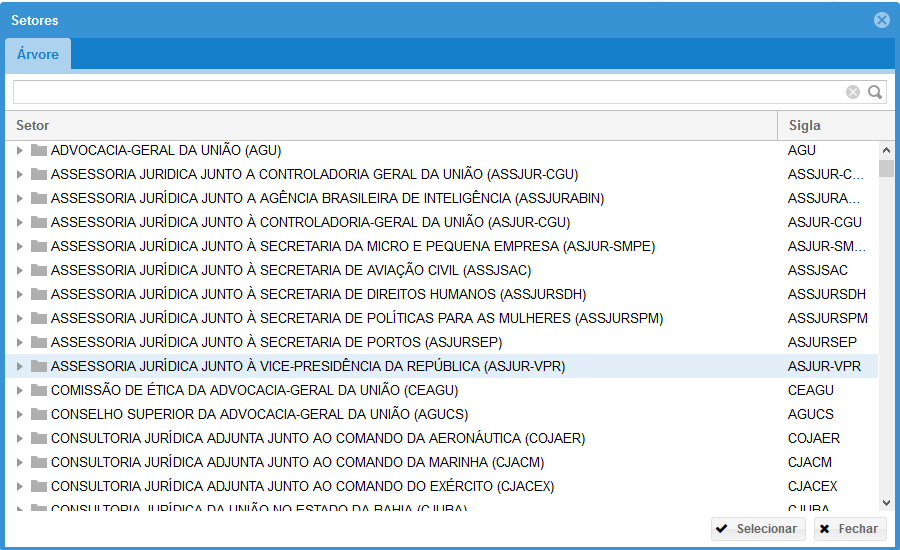 Setores
Árvore
Setor Sigla
ADVOCACIA-GERAL DA UNIÃO (AGU) AGU
ASSESSORIA JURIDICA JUNTO A CONTROLADORIA GERAL DA UNIÃO (ASSJUR-CGU) ASSJUR-C...
ASSESSORIA JURÍDICA JUNTO A AGÊNCIA BRASILEIRA DE INTELIGÊNCIA (ASSJURABIN) ASSJURA...
ASSESSORIA JURÍDICA JUNTO À CONTROLADORIA-GERAL DA UNIÃO (ASJUR-CGU) ASJUR-CGU
ASSESSORIA JURÍDICA JUNTO À SECRETARIA DA MICRO E PEQUENA EMPRESA (ASJUR-SMPE) ASJUR-SM...
ASSESSORIA JURÍDICA JUNTO À SECRETARIA DE AVIAÇÃO CIVIL (ASSJSAC) ASSJSAC
ASSESSORIA JURÍDICA JUNTO À SECRETARIA DE DIREITOS HUMANOS (ASSJURSDH) ASSJURSDH
ASSESSORIA JURÍDICA JUNTO À SECRETARIA DE POLÍTICAS PARA AS MULHERES (ASSJURSPM) ASSJURSPM
ASSESSORIA JURÍDICA JUNTO À SECRETARIA DE PORTOS (ASJURSEP) ASJURSEP
ASSESSORIA JURÍDICA JUNTO À VICE-PRESIDÊNCIA DA REPÚBLICA (ASJUR-VPR) ASJUR-VPR
COMISSÃO DE ÉTICA DA ADVOCACIA-GERAL DA UNIÃO (CEAGU) CEAGU
CONSELHO SUPERIOR DA ADVOCACIA-GERAL DA UNIÃO (AGUCS) AGUCS
CONSULTORIA JURÍDICA ADJUNTA JUNTO AO COMANDO DA AERONÁUTICA (COJAER) COJAER
CONSULTORIA JURÍDICA ADJUNTA JUNTO AO COMANDO DA MARINHA (CJACM) CJACM
CONSULTORIA JURÍDICA ADJUNTA JUNTO AO COMANDO DO EXÉRCITO (CJACEX) CJACEX
CONSULTORIA JURÍDICA DA UNIÃO NO ESTADO DA BAHIA (CJUBA) CJUBA
Selecionar Fechar